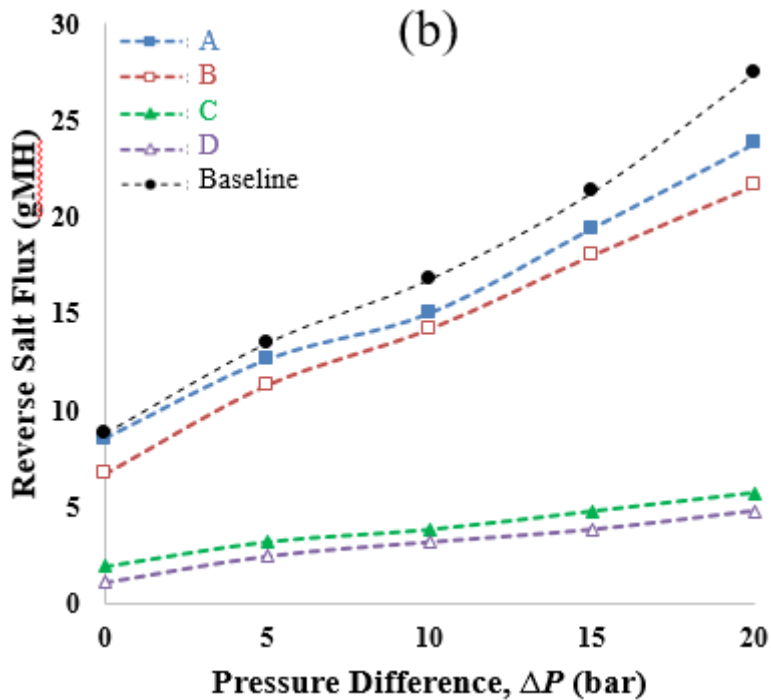 (b)
A
B
C
D
Baseline
30
25
20
15
10
5
0
Reverse Salt Flux (gMH)
0 5 10 15 20
Pressure Difference, ΔP (bar)